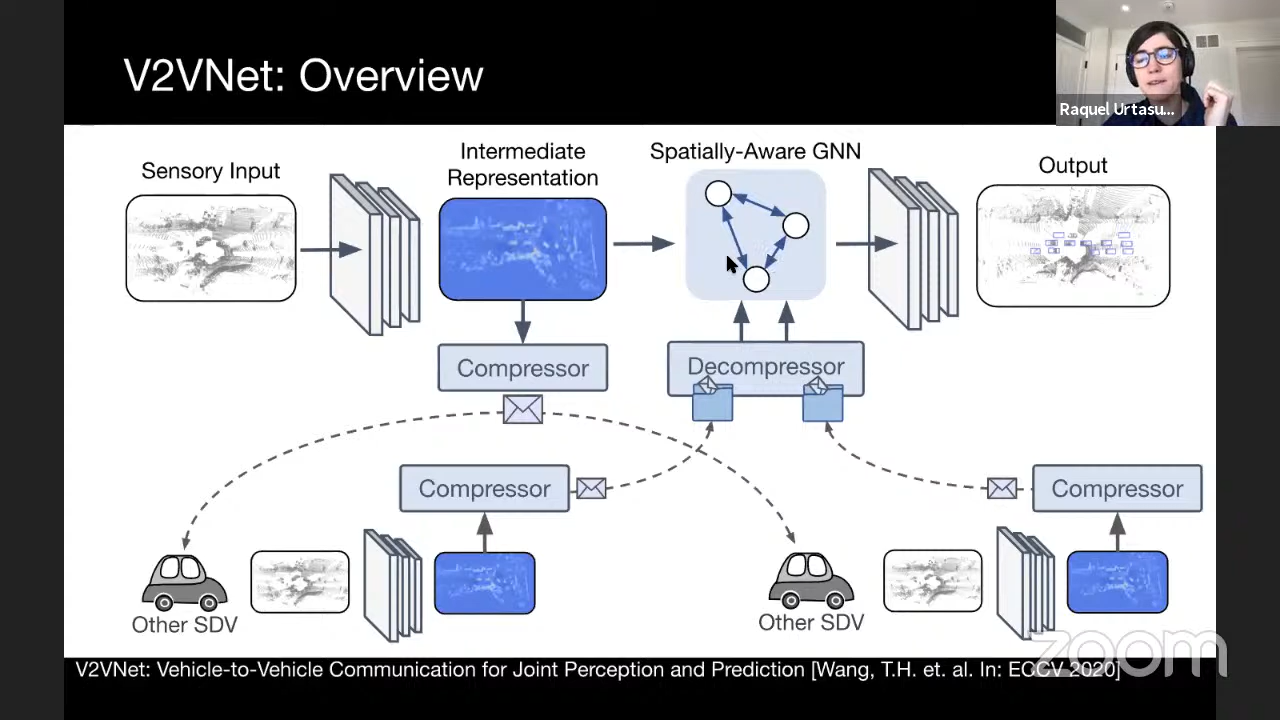 V2VNet: Overview
Raquel Urtasu...
Sensory Input
Intermediate
Representation
Spatially-Aware GNN
Output
Compressor
Decompressor
Compressor
Compressor
Other SDV
Other SDV
zoom
V2VNet: Vehicle-to-Vehicle Communication for Joint Perception and Prediction [Wang, T.H. et. al. In: ECCV 2020]